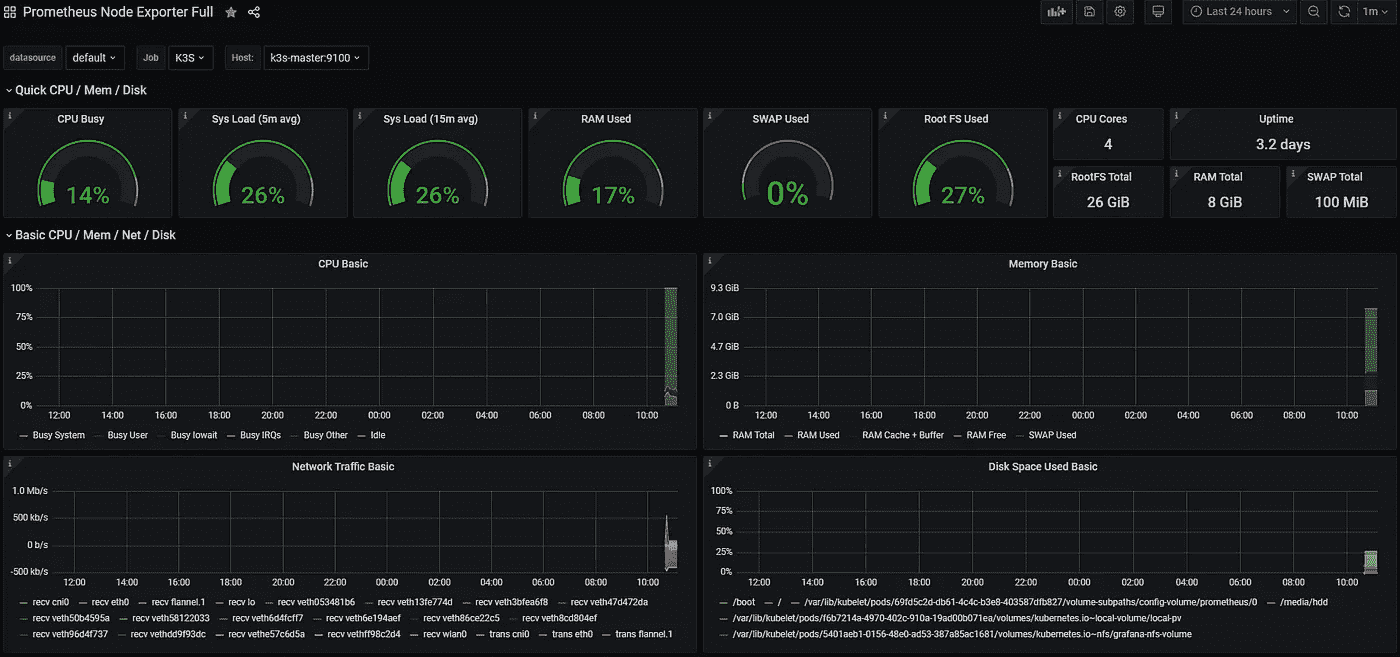 Prometheus Node Exporter Full
Last 24 hours 1m
datasource default Job K3S Host: k3s-master:9100
Quick CPU / Mem / Disk
CPU Busy
14%
Sys Load (5m avg)
26%
Sys Load (15m avg)
26%
RAM Used
17%
SWAP Used
0%
Root FS Used
27%
CPU Cores
4
Uptime
3.2 days
RootFS Total
26 GiB
RAM Total
8 GiB
SWAP Total
100 MiB
Basic CPU / Mem / Net / Disk
CPU Basic
100%
75%
50%
25%
0%
12:00 14:00 16:00 18:00 20:00 22:00 00:00 02:00 04:00 06:00 08:00 10:00
Busy System Busy User Busy Iowait Busy IRQs Busy Other Idle
Memory Basic
9.3 GiB
7.0 GiB
4.7 GiB
2.3 GiB
0 B
12:00 14:00 16:00 18:00 20:00 22:00 00:00 02:00 04:00 06:00 08:00 10:00
RAM Total RAM Used RAM Cache + Buffer RAM Free SWAP Used
Network Traffic Basic
1.0 Mb/s
500 kb/s
0 b/s
-500 kb/s
12:00 14:00 16:00 18:00 20:00 22:00 00:00 02:00 04:00 06:00 08:00 10:00
recv cni0 recv eth0 recv flannel.1 recv lo recv veth053481b6 recv veth13fe774d recv veth3bfea6f8 recv veth47d472da
recv veth50b4595a recv veth58122033 recv veth6d4fcff7 recv veth6e194aef recv veth86ce22c5 recv veth8cd804ef
recv veth96d4f737 recv vethdd9f93dc recv vethe57c6d5a recv vethff98c2d4 recv wlan0 trans cni0 trans eth0 trans flannel.1
Disk Space Used Basic
100%
75%
50%
25%
0%
12:00 14:00 16:00 18:00 20:00 22:00 00:00 02:00 04:00 06:00 08:00 10:00
/boot / /var/lib/kubelet/pods/69fd5c2d-db61-4c4c-b3e8-403587dfb827/volume-subpaths/config-volume/prometheus/0 /media/hdd
/var/lib/kubelet/pods/f6b7214a-4970-402c-910a-19ad00b071ea/volumes/kubernetes.io~local-volume/local-pv
/var/lib/kubelet/pods/5401aeb1-0156-48e0-ad53-387a85ac1681/volumes/kubernetes.io~nfs/grafana-nfs-volume